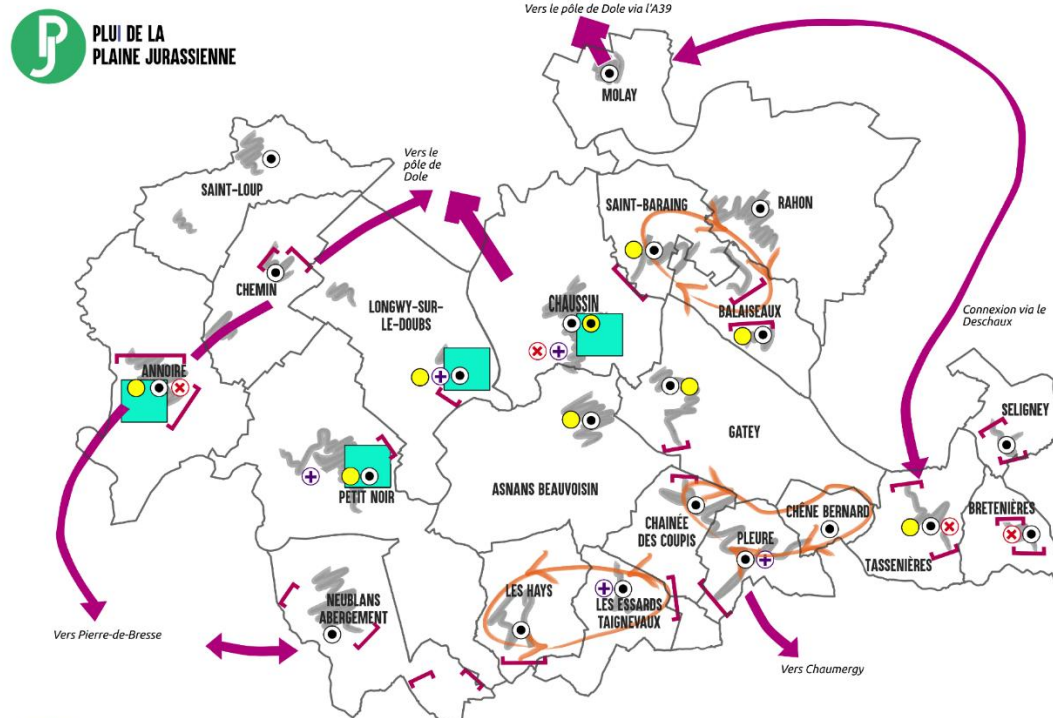 PJ
PLUI DE LA
PLAINE JURASSIENNE
Vers le pôle de Dole via l'A39
MOLAY
Vers le
pôle de
Dole
SAINT-LOUP
SAINT-BARAING
RAHON
CHEMIN
LONGWY-SUR-
LE-DOUBS
CHAUSSIN
BALAISEAUX
Connexion via le
Deschaux
ANNOIRE
SELIGNEY
GATEY
PETIT NOIR
ASNANS BEAUVOISIN
CHAINÉE
DES COUPIS
CHÊNE BERNARD
BRETENIÈRES
PLEURE
TASSENIÈRES
LES HAYS
NEUBLANS
ABERGEMENT
LES ESSARDS
TAIGNEVAUX
Vers Pierre-de-Bresse
Vers Chaumergy